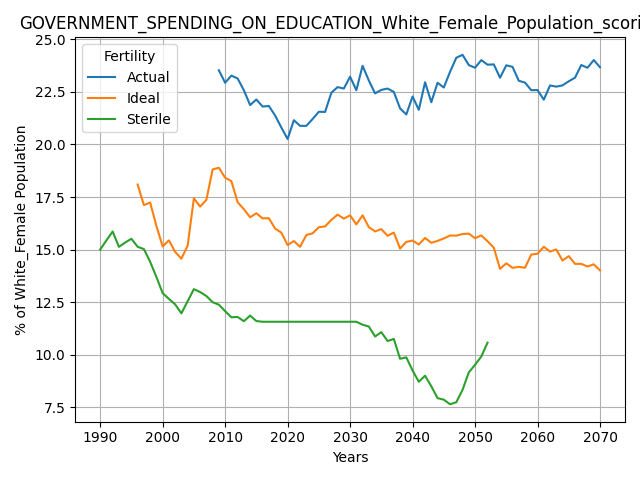 GOVERNMENT_SPENDING_ON_EDUCATION_White_Female_Population_scori
Fertility
Actual
Ideal
Sterile
25.0
22.5
20.0
17.5
15.0
12.5
10.0
7.5
% of White_Female Population
1990 2000 2010 2020 2030 2040 2050 2060 2070
Years